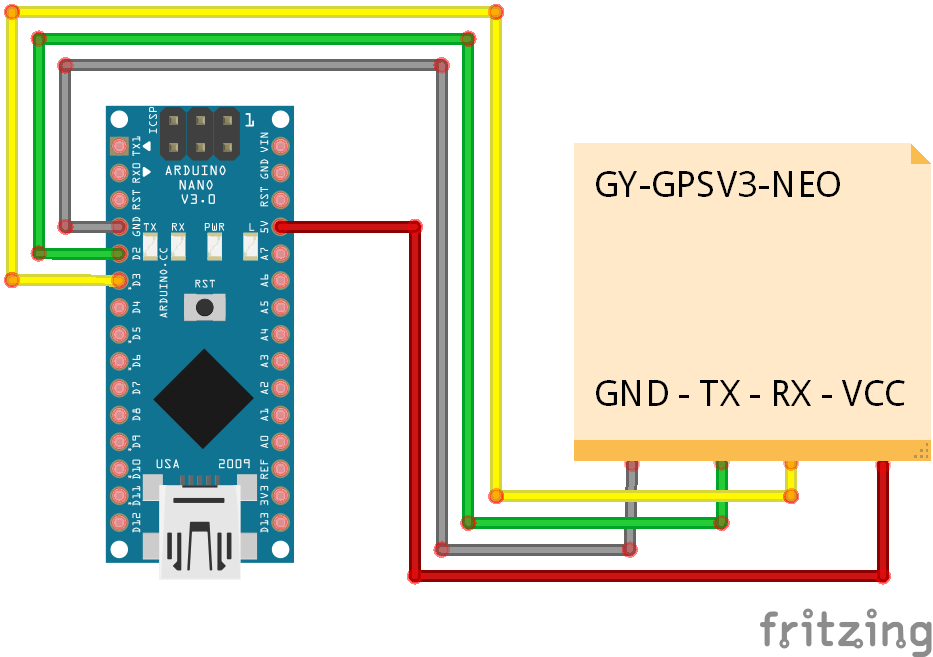 ICSP
1
TX1
RX0
RST
GND
D2
D3
D4
D5
D6
D7
D8
D9
D10
D11
D12
ARDUINO
NANO
V3.0
TX RX PWR L
ARDUINO.CC
RST
USA 2009
VIN
GND
RST
5V
A7
A6
A5
A4
A3
A2
A1
A0
REF
3V3
D13
GY-GPSV3-NEO
GND - TX - RX - VCC
fritzing